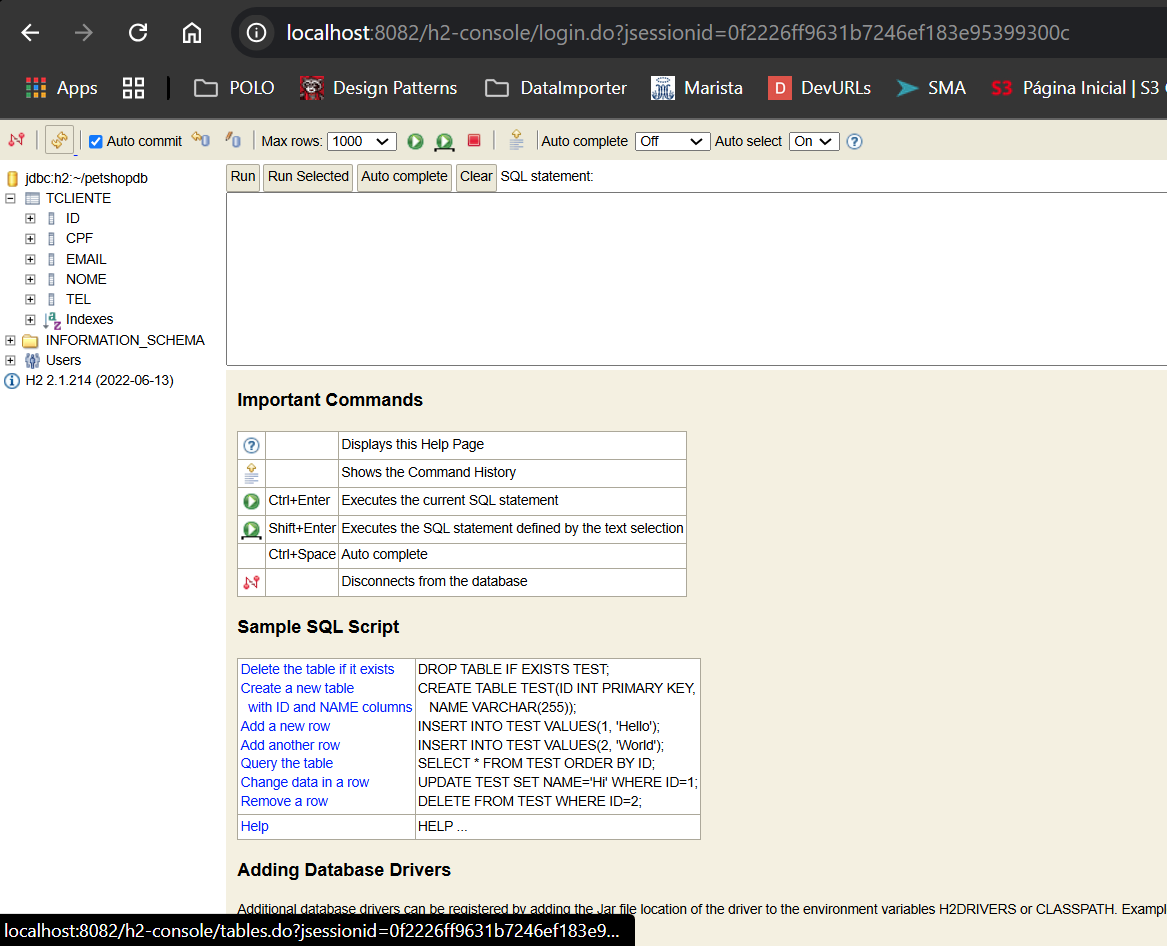 localhost:8082/h2-console/login.do?jsessionid=0f2226ff9631b7246ef183e95399300c
Apps POLO Design Patterns DataImporter Marista D DevURLs SMA S3 Página Inicial | S3
Auto commit Max rows: 1000 Auto complete Off Auto select On
jdbc:h2:~/petshopdb
TCLIENTE
ID
CPF
EMAIL
NOME
TEL
Indexes
INFORMATION_SCHEMA
Users
H2 2.1.214 (2022-06-13)
Run Run Selected Auto complete Clear SQL statement:
Important Commands
Displays this Help Page
Shows the Command History
Ctrl+Enter Executes the current SQL statement
Shift+Enter Executes the SQL statement defined by the text selection
Ctrl+Space Auto complete
Disconnects from the database
Sample SQL Script
Delete the table if it exists DROP TABLE IF EXISTS TEST;
Create a new table CREATE TABLE TEST(ID INT PRIMARY KEY,
with ID and NAME columns NAME VARCHAR(255));
Add a new row INSERT INTO TEST VALUES(1, 'Hello');
Add another row INSERT INTO TEST VALUES(2, 'World');
Query the table SELECT * FROM TEST ORDER BY ID;
Change data in a row UPDATE TEST SET NAME='Hi' WHERE ID=1;
Remove a row DELETE FROM TEST WHERE ID=2;
Help HELP ...
Adding Database Drivers
Additional database drivers can be registered by adding the Jar file location of the driver to the environment variables H2DRIVERS or CLASSPATH. Exampl
localhost:8082/h2-console/tables.do?jsessionid=0f2226ff9631b7246ef183e9...